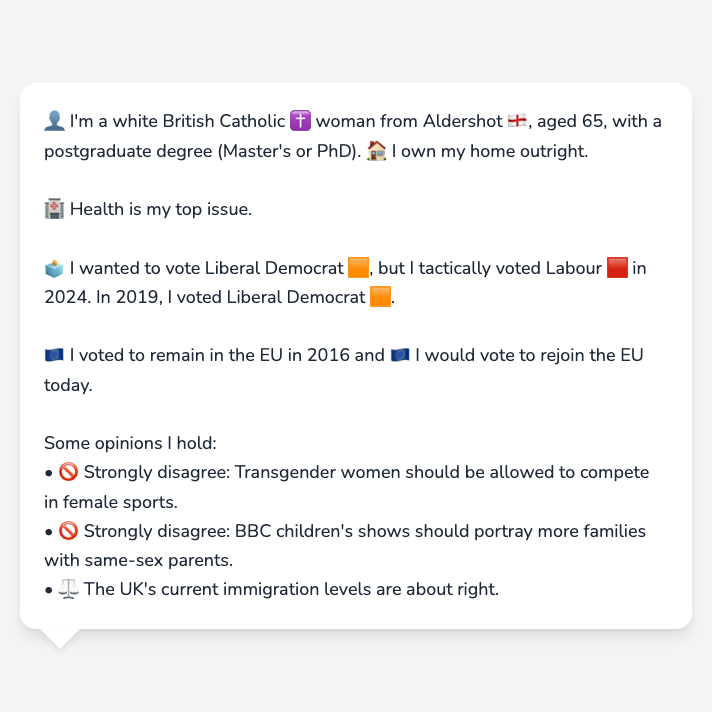 👤 I'm a white British Catholic ✝️ woman from Aldershot 🏴󠁧󠁢󠁥󠁮󠁧󠁿, aged 65, with a
postgraduate degree (Master's or PhD). 🏠 I own my home outright.
🏥 Health is my top issue.
🗳️ I wanted to vote Liberal Democrat 🟧, but I tactically voted Labour 🟥 in
2024. In 2019, I voted Liberal Democrat 🟧.
🇪🇺 I voted to remain in the EU in 2016 and 🇪🇺 I would vote to rejoin the EU
today.
Some opinions I hold:
• 🚫 Strongly disagree: Transgender women should be allowed to compete
in female sports.
• 🚫 Strongly disagree: BBC children's shows should portray more families
with same-sex parents.
• ⚖️ The UK's current immigration levels are about right.